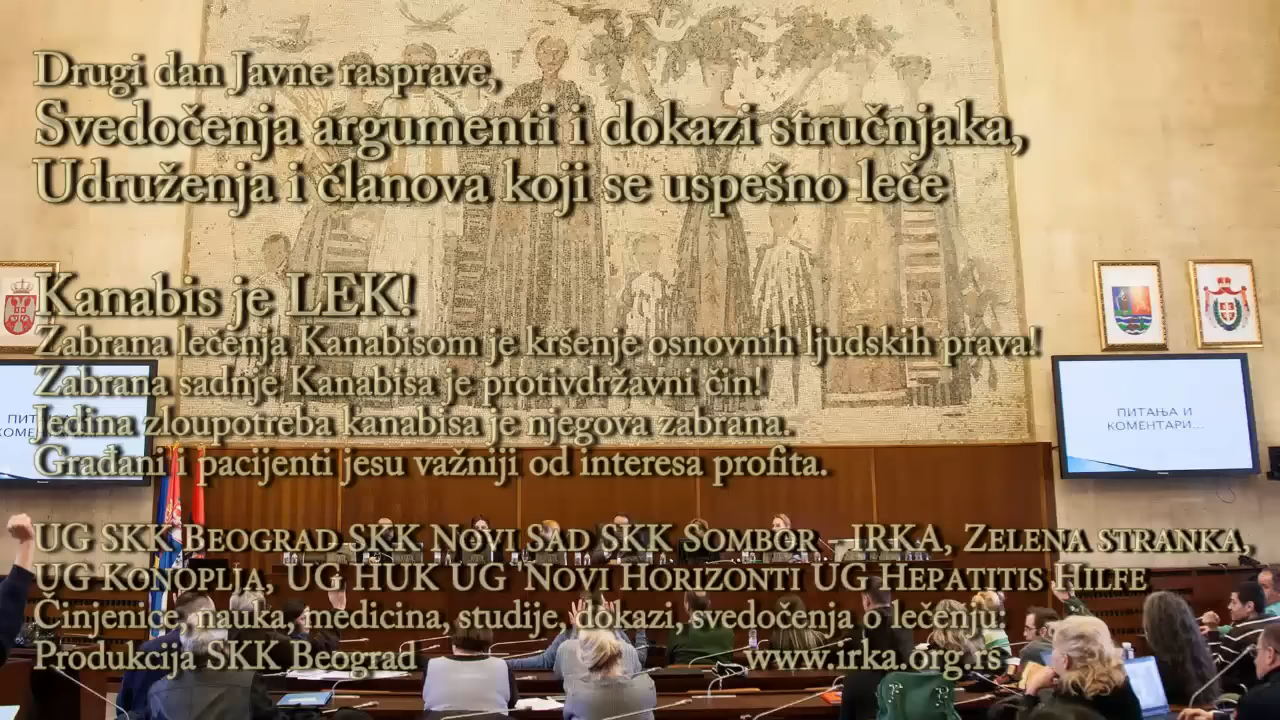 Drugi dan Javne rasprave,
Svedočenja argumenti i dokazi stručnjaka,
Udruženja i članova koji se uspešno leče
Kanabis je LEK!
Zabrana lečenja Kanabisom je kršenje osnovnih ljudskih prava!
Zabrana sadnje Kanabisa je protivdržavni čin!
Jedina zloupotreba kanabisa je njegova zabrana.
Građani i pacijenti jesu važniji od interesa profita.
ПИТАЊА И
КОМЕНТАРИ...
UG SKK Beograd SKK Novi Sad SKK Sombor IRKA, Zelena stranka,
UG Konoplja, UG HUK UG Novi Horizonti UG Hepatitis Hilfe
Činjenice, nauka, medicina, studije, dokazi, svedočenja o lečenju.
Produkcija SKK Beograd www.irka.org.rs